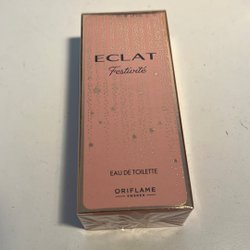 ECLAT
Festivité
EAU DE TOILETTE
ORIFLAME
SWEDEN